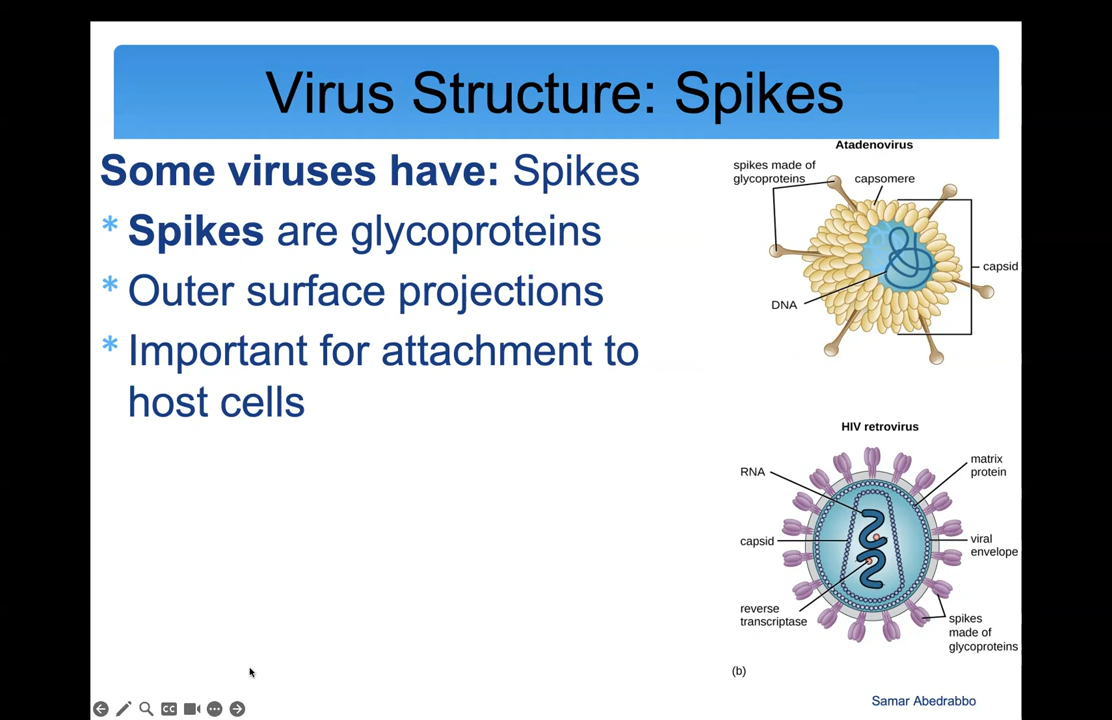 Virus Structure: Spikes
Some viruses have: Spikes
* Spikes are glycoproteins
* Outer surface projections
* Important for attachment to
host cells
Atadenovirus
spikes made of
glycoproteins
capsomere
capsid
DNA
HIV retrovirus
RNA
matrix
protein
capsid
viral
envelope
reverse
transcriptase
spikes
made of
glycoproteins
(b)
Samar Abedrabbo
CC